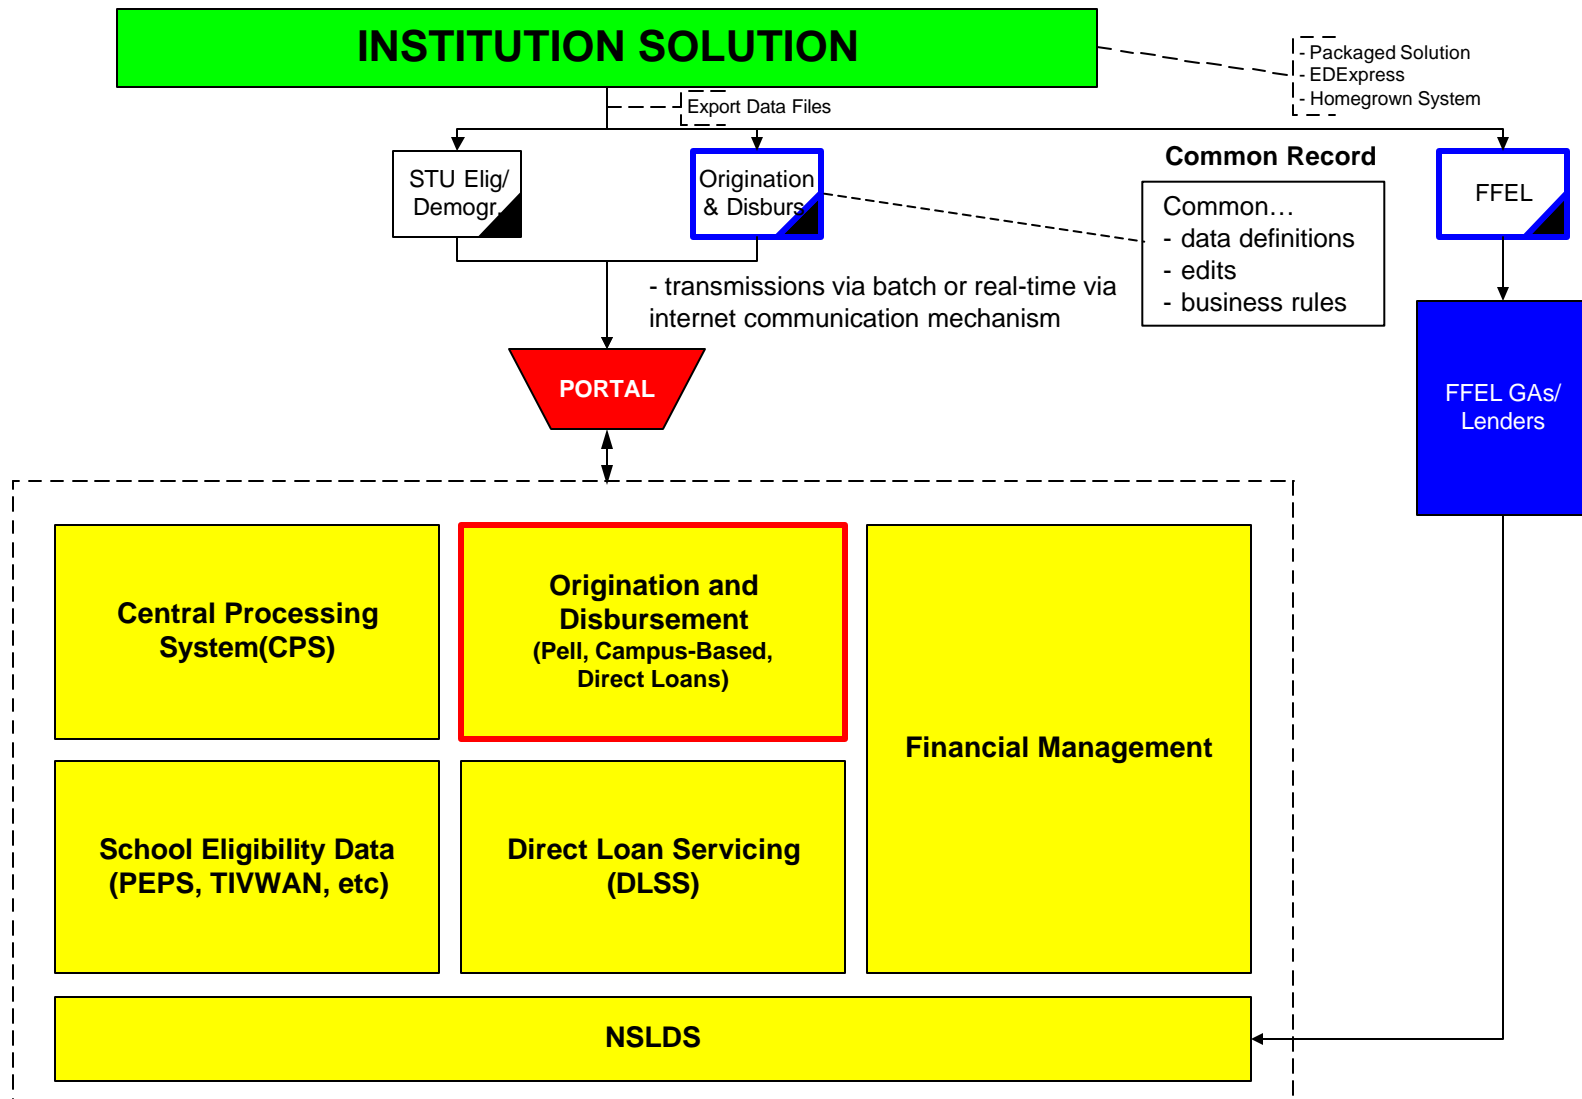 INSTITUTION SOLUTION
- Packaged Solution
- EDExpress
- Homegrown System
Export Data Files
STU Elig/
Demogr.
Origination
& Disburs.
Common Record
Common…
- data definitions
- edits
- business rules
FFEL
- transmissions via batch or real-time via
internet communication mechanism
PORTAL
FFEL GAs/
Lenders
Central Processing
System(CPS)
Origination and
Disbursement
(Pell, Campus-Based,
Direct Loans)
Financial Management
School Eligibility Data
(PEPS, TIVWAN, etc)
Direct Loan Servicing
(DLSS)
NSLDS